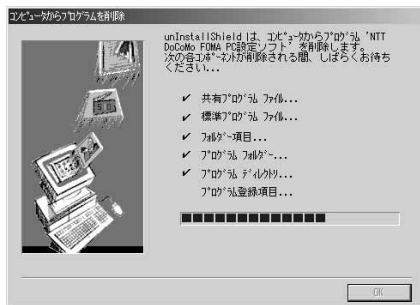 コンピュータからプログラムを削除
unInstallShield は、コンピュータからプログラム 'NTT
DoCoMo FOMA PC設定ソフト' を削除します。
次の各コンポーネントが削除される間、しばらくお待ち
ください...
✔ 共有プログラム ファイル...
✔ 標準プログラム ファイル...
✔ フォルダー項目...
✔ プログラム フォルダー...
✔ プログラム ディレクトリ...
プログラム登録項目...
OK